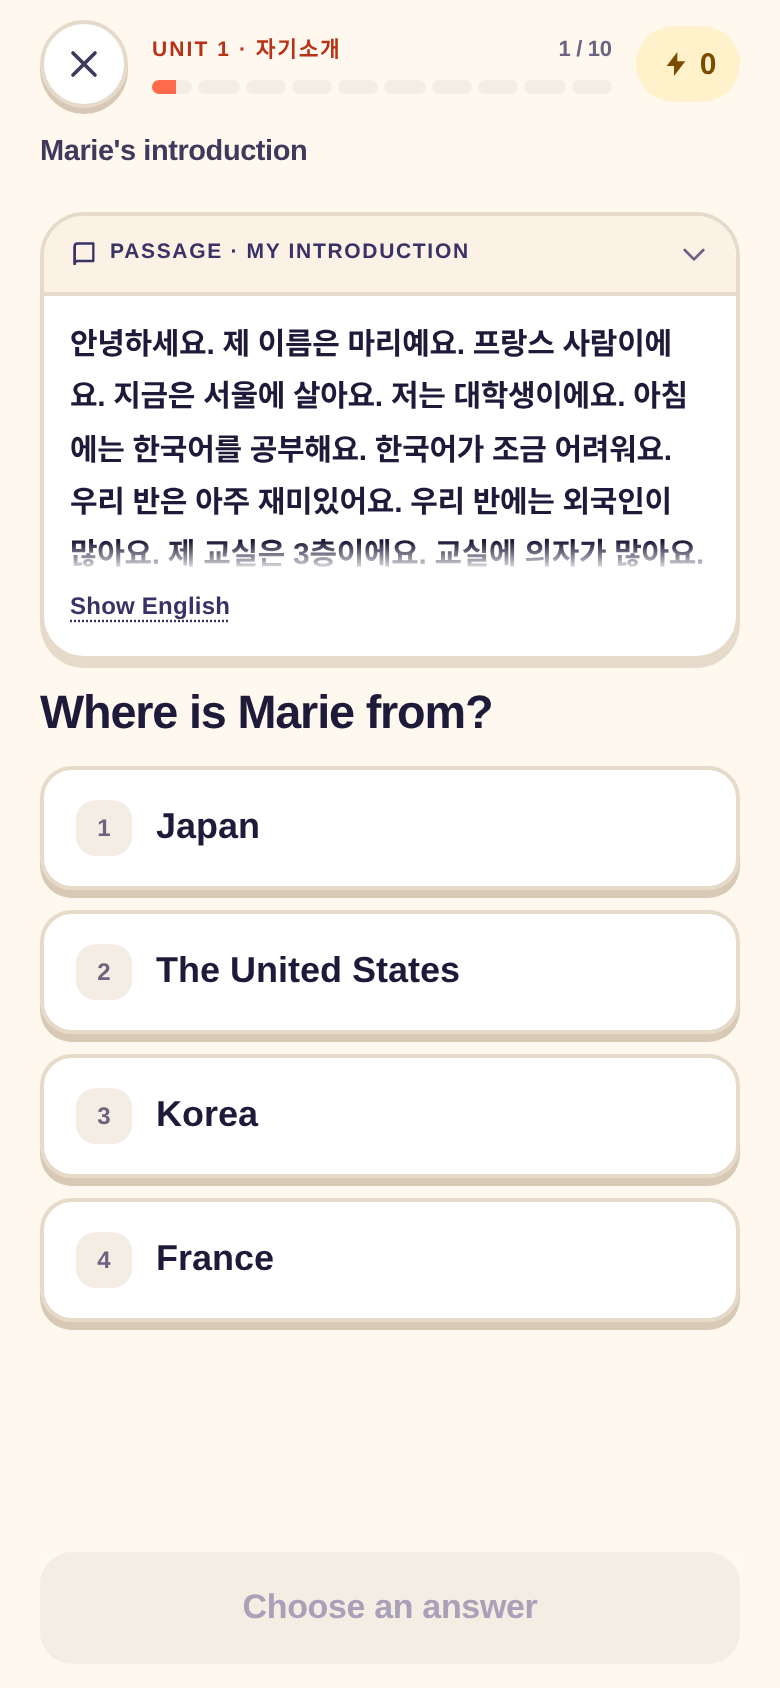 UNIT 1 · 자기소개
1 / 10
0
Marie's introduction
PASSAGE · MY INTRODUCTION
안녕하세요. 제 이름은 마리예요. 프랑스 사람이에
요. 지금은 서울에 살아요. 저는 대학생이에요. 아침
에는 한국어를 공부해요. 한국어가 조금 어려워요.
우리 반은 아주 재미있어요. 우리 반에는 외국인이
많아요. 제 교실은 3층이에요. 교실에 의자가 많아요.
Show English
Where is Marie from?
1 Japan
2 The United States
3 Korea
4 France
Choose an answer